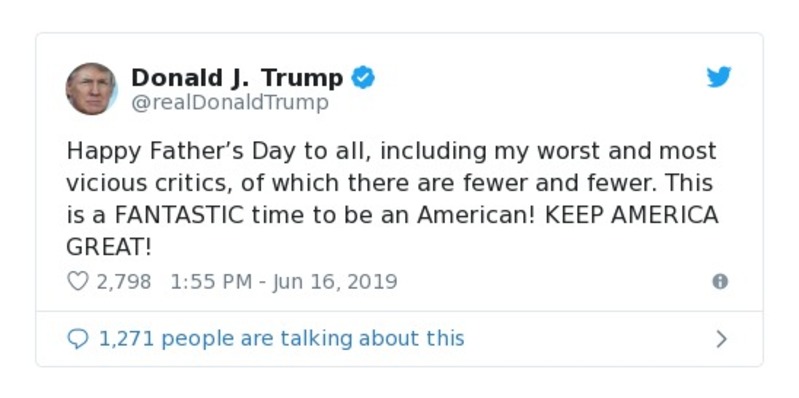 Donald J. Trump
@realDonaldTrump
Happy Father’s Day to all, including my worst and most
vicious critics, of which there are fewer and fewer. This
is a FANTASTIC time to be an American! KEEP AMERICA
GREAT!
2,798 1:55 PM - Jun 16, 2019
1,271 people are talking about this